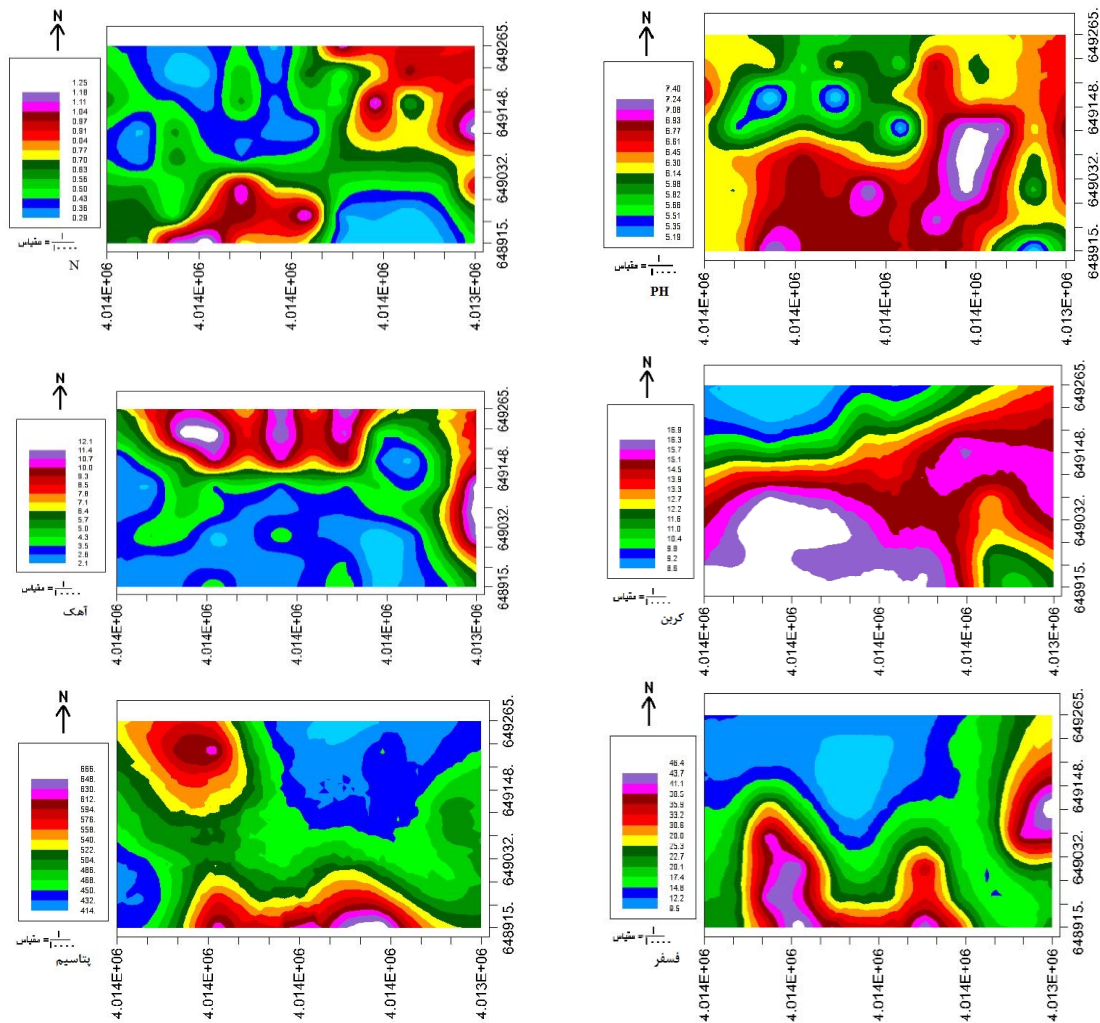 N
1.25
1.18
1.11
1.04
0.97
0.91
0.84
0.77
0.70
0.63
0.56
0.50
0.43
0.36
0.29
مقیاس = ۱/۱۰۰۰۰
N
649265.
649148.
649032.
648915.
4.014E+06
4.014E+06
4.014E+06
4.014E+06
4.013E+06
N
7.40
7.24
7.08
6.93
6.77
6.61
6.45
6.30
6.14
5.98
5.82
5.66
5.51
5.35
5.19
مقیاس = ۱/۱۰۰۰۰
PH
649265.
649148.
649032.
648915.
4.014E+06
4.014E+06
4.014E+06
4.014E+06
4.013E+06
N
12.1
11.4
10.7
10.0
9.3
8.5
7.8
7.1
6.4
5.7
5.0
4.3
3.5
2.8
2.1
مقیاس = ۱/۱۰۰۰۰
آهک
649265.
649148.
649032.
648915.
4.014E+06
4.014E+06
4.014E+06
4.014E+06
4.013E+06
N
16.9
16.3
15.7
15.1
14.5
13.9
13.3
12.7
12.2
11.6
11.0
10.4
9.8
9.2
8.6
مقیاس = ۱/۱۰۰۰۰
کربن
649265.
649148.
649032.
648915.
4.014E+06
4.014E+06
4.014E+06
4.014E+06
4.013E+06
N
666.
648.
630.
612.
594.
576.
558.
540.
522.
504.
486.
468.
450.
432.
414.
مقیاس = ۱/۱۰۰۰۰
پتاسیم
649265.
649148.
649032.
648915.
4.014E+06
4.014E+06
4.014E+06
4.014E+06
4.013E+06
N
46.4
43.7
41.1
38.5
35.9
33.2
30.6
28.0
25.3
22.7
20.1
17.4
14.8
12.2
9.5
مقیاس = ۱/۱۰۰۰۰
فسفر
649265.
649148.
649032.
648915.
4.014E+06
4.014E+06
4.014E+06
4.014E+06
4.013E+06